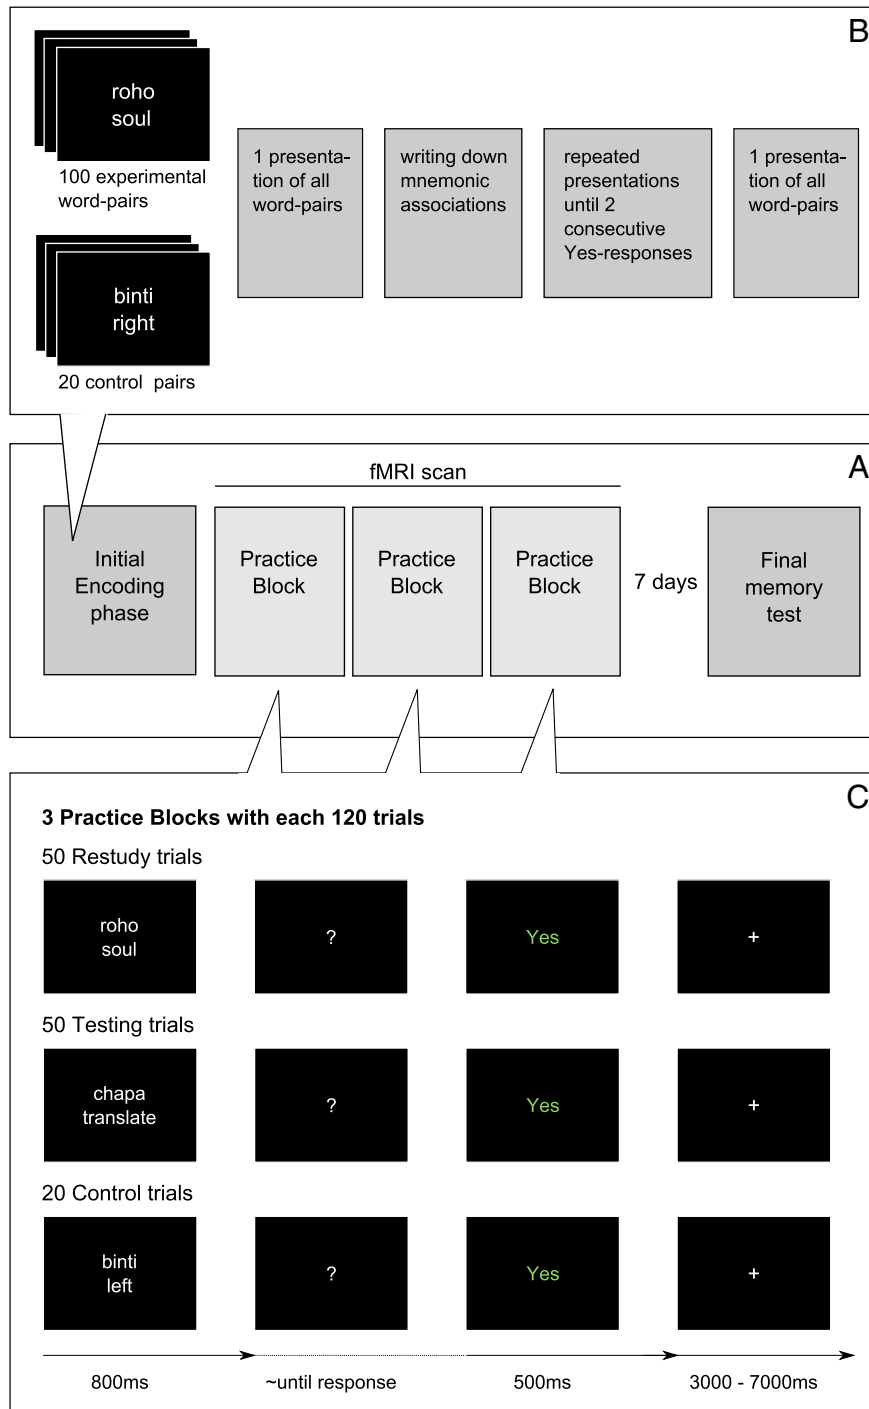 B
roho
soul
100 experimental
word-pairs
binti
right
20 control pairs
1 presenta-
tion of all
word-pairs
writing down
mnemonic
associations
repeated
presentations
until 2
consecutive
Yes-responses
1 presenta-
tion of all
word-pairs
A
fMRI scan
Initial
Encoding
phase
Practice
Block
Practice
Block
Practice
Block
7 days
Final
memory
test
C
3 Practice Blocks with each 120 trials
50 Restudy trials
roho
soul
?
Yes
+
50 Testing trials
chapa
translate
?
Yes
+
20 Control trials
binti
left
?
Yes
+
800ms
~until response
500ms
3000 - 7000ms